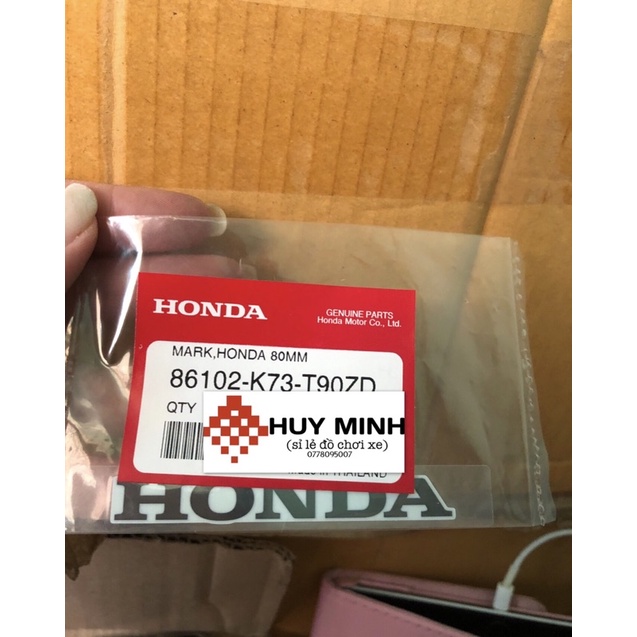 HONDA
GENUINE PARTS
Honda Motor Co., Ltd.
MARK,HONDA 80MM
86102-K73-T90ZD
QTY
HUY MINH
(sỉ lẻ đồ chơi xe)
0778095007
Made in THAILAND
HONDA